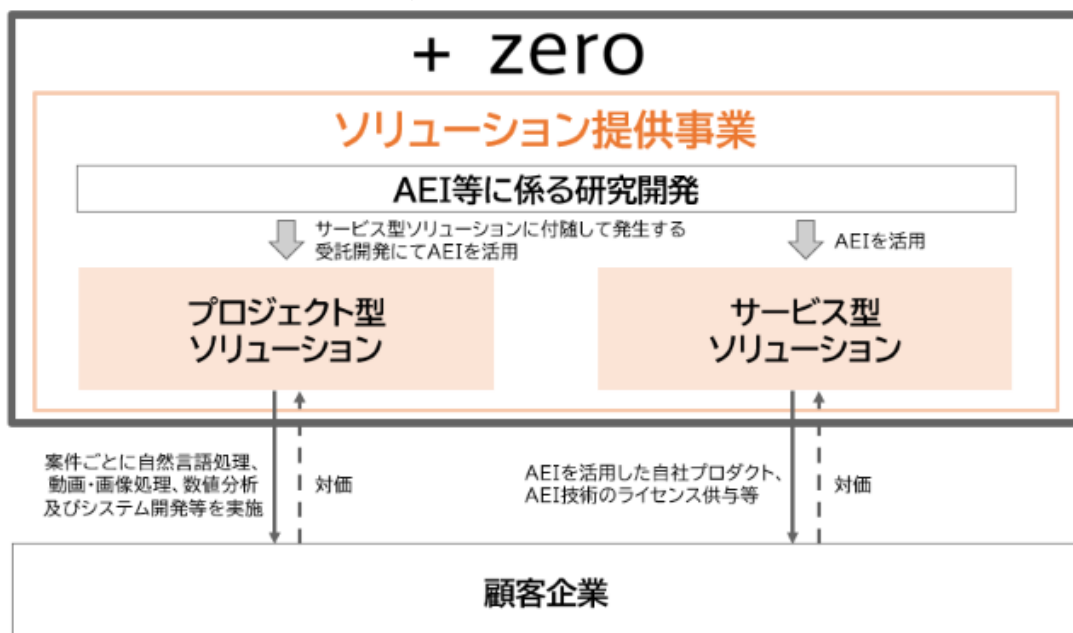 + zero
ソリューション提供事業
AEI等に係る研究開発
サービス型ソリューションに付随して発生する
受託開発にてAEIを活用
AEIを活用
プロジェクト型
ソリューション
サービス型
ソリューション
案件ごとに自然言語処理、
動画・画像処理、数値分析
及びシステム開発等を実施
対価
AEIを活用した自社プロダクト、
AEI技術のライセンス供与等
対価
顧客企業